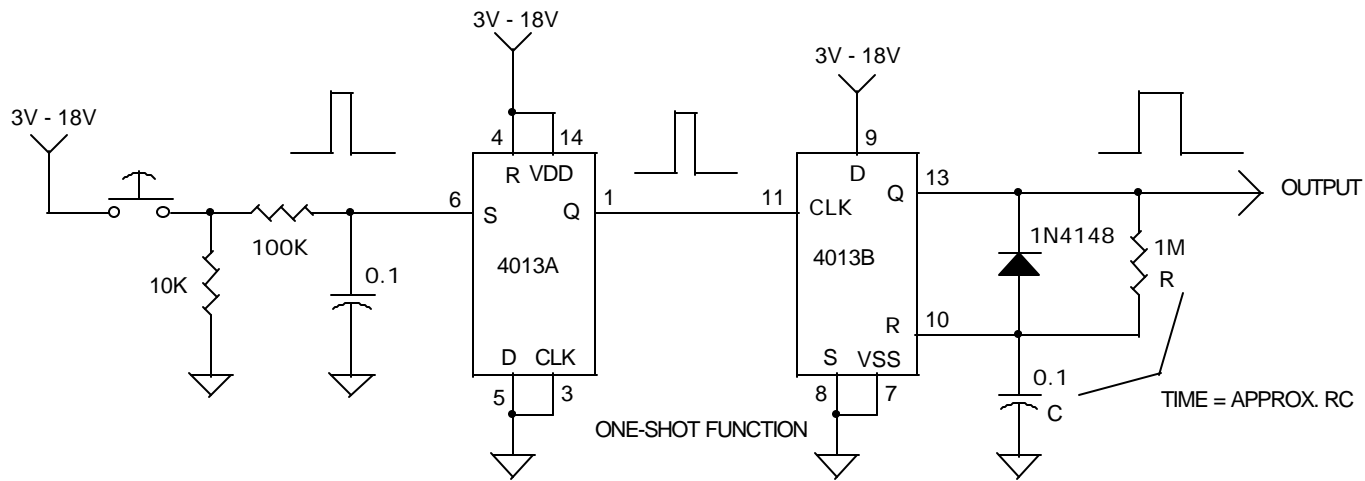 3V - 18V
3V - 18V
3V - 18V
4
14
R
VDD
6
S
Q
1
4013A
D
CLK
5
3
100K
10K
0.1
9
D
Q
13
11
CLK
4013B
R
10
S
VSS
8
7
OUTPUT
1N4148
1M
R
0.1
C
TIME = APPROX. RC
ONE-SHOT FUNCTION